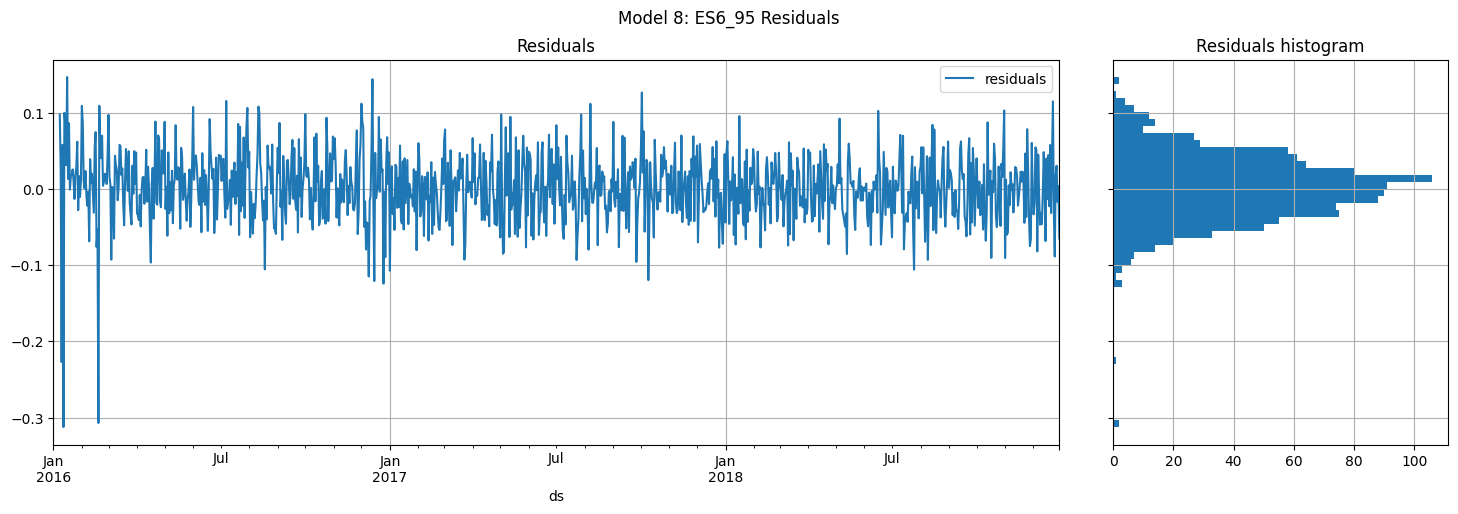 Model 8: ES6_95 Residuals
Residuals
Residuals histogram
residuals
0.1
0.0
−0.1
−0.2
−0.3
Jan
2016
Jul
Jan
2017
Jul
Jan
2018
Jul
ds
0
20
40
60
80
100